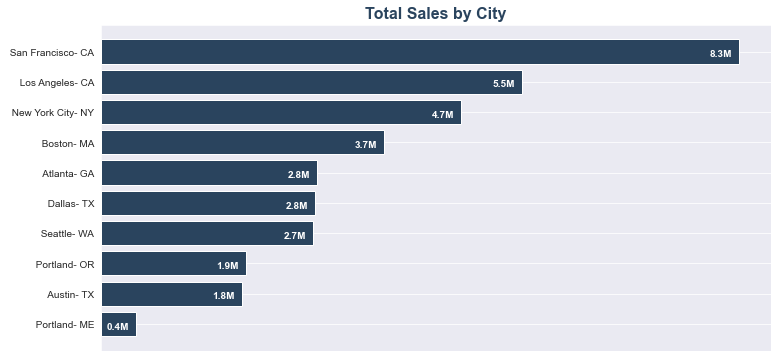 Total Sales by City
San Francisco- CA 8.3M
Los Angeles- CA 5.5M
New York City- NY 4.7M
Boston- MA 3.7M
Atlanta- GA 2.8M
Dallas- TX 2.8M
Seattle- WA 2.7M
Portland- OR 1.9M
Austin- TX 1.8M
Portland- ME 0.4M